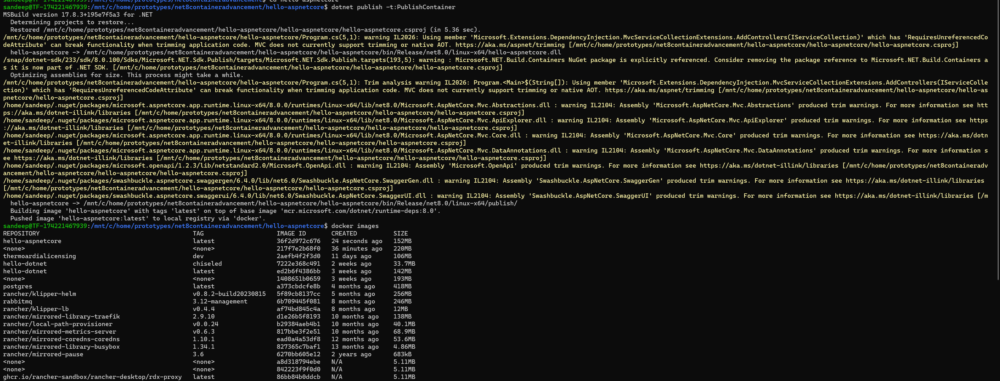 sandeep@TF-174221467939:/mnt/c/home/prototypes/net8containeradvancement$ cd hello-aspnetcore
sandeep@TF-174221467939:/mnt/c/home/prototypes/net8containeradvancement/hello-aspnetcore$ dotnet publish -t:PublishContainer
MSBuild version 17.8.3+195e7f5a3 for .NET
  Determining projects to restore...
  Restored /mnt/c/home/prototypes/net8containeradvancement/hello-aspnetcore/hello-aspnetcore/hello-aspnetcore.csproj (in 5.36 sec).
/mnt/c/home/prototypes/net8containeradvancement/hello-aspnetcore/hello-aspnetcore/Program.cs(5,1): warning IL2026: Using member 'Microsoft.Extensions.DependencyInjection.MvcServiceCollectionExtensions.AddControllers(IServiceCollection)' which has 'RequiresUnreferencedCo
deAttribute' can break functionality when trimming application code. MVC does not currently support trimming or native AOT. https://aka.ms/aspnet/trimming [/mnt/c/home/prototypes/net8containeradvancement/hello-aspnetcore/hello-aspnetcore/hello-aspnetcore.csproj]
  hello-aspnetcore -> /mnt/c/home/prototypes/net8containeradvancement/hello-aspnetcore/hello-aspnetcore/bin/Release/net8.0/linux-x64/hello-aspnetcore.dll
/snap/dotnet-sdk/233/sdk/8.0.100/Sdks/Microsoft.NET.Sdk.Publish/targets/Microsoft.NET.Sdk.Publish.targets(193,5): warning : Microsoft.NET.Build.Containers NuGet package is explicitly referenced. Consider removing the package reference to Microsoft.NET.Build.Containers a
s it is now part of .NET SDK. [/mnt/c/home/prototypes/net8containeradvancement/hello-aspnetcore/hello-aspnetcore/hello-aspnetcore.csproj]
  Optimizing assemblies for size. This process might take a while.
/mnt/c/home/prototypes/net8containeradvancement/hello-aspnetcore/hello-aspnetcore/Program.cs(5,1): Trim analysis warning IL2026: Program.<Main>$(String[]): Using member 'Microsoft.Extensions.DependencyInjection.MvcServiceCollectionExtensions.AddControllers(IServiceColle
ction)' which has 'RequiresUnreferencedCodeAttribute' can break functionality when trimming application code. MVC does not currently support trimming or native AOT. https://aka.ms/aspnet/trimming [/mnt/c/home/prototypes/net8containeradvancement/hello-aspnetcore/hello-as
pnetcore/hello-aspnetcore.csproj]
/home/sandeep/.nuget/packages/microsoft.aspnetcore.app.runtime.linux-x64/8.0.0/runtimes/linux-x64/lib/net8.0/Microsoft.AspNetCore.Mvc.Abstractions.dll : warning IL2104: Assembly 'Microsoft.AspNetCore.Mvc.Abstractions' produced trim warnings. For more information see htt
ps://aka.ms/dotnet-illink/libraries [/mnt/c/home/prototypes/net8containeradvancement/hello-aspnetcore/hello-aspnetcore/hello-aspnetcore.csproj]
/home/sandeep/.nuget/packages/microsoft.aspnetcore.app.runtime.linux-x64/8.0.0/runtimes/linux-x64/lib/net8.0/Microsoft.AspNetCore.Mvc.ApiExplorer.dll : warning IL2104: Assembly 'Microsoft.AspNetCore.Mvc.ApiExplorer' produced trim warnings. For more information see https
://aka.ms/dotnet-illink/libraries [/mnt/c/home/prototypes/net8containeradvancement/hello-aspnetcore/hello-aspnetcore/hello-aspnetcore.csproj]
/home/sandeep/.nuget/packages/microsoft.aspnetcore.app.runtime.linux-x64/8.0.0/runtimes/linux-x64/lib/net8.0/Microsoft.AspNetCore.Mvc.Core.dll : warning IL2104: Assembly 'Microsoft.AspNetCore.Mvc.Core' produced trim warnings. For more information see https://aka.ms/dotn
et-illink/libraries [/mnt/c/home/prototypes/net8containeradvancement/hello-aspnetcore/hello-aspnetcore/hello-aspnetcore.csproj]
/home/sandeep/.nuget/packages/microsoft.aspnetcore.app.runtime.linux-x64/8.0.0/runtimes/linux-x64/lib/net8.0/Microsoft.AspNetCore.Mvc.DataAnnotations.dll : warning IL2104: Assembly 'Microsoft.AspNetCore.Mvc.DataAnnotations' produced trim warnings. For more information s
ee https://aka.ms/dotnet-illink/libraries [/mnt/c/home/prototypes/net8containeradvancement/hello-aspnetcore/hello-aspnetcore/hello-aspnetcore.csproj]
/home/sandeep/.nuget/packages/microsoft.openapi/1.2.3/lib/netstandard2.0/Microsoft.OpenApi.dll : warning IL2104: Assembly 'Microsoft.OpenApi' produced trim warnings. For more information see https://aka.ms/dotnet-illink/libraries [/mnt/c/home/prototypes/net8containeradv
ancement/hello-aspnetcore/hello-aspnetcore/hello-aspnetcore.csproj]
/home/sandeep/.nuget/packages/swashbuckle.aspnetcore.swaggergen/6.4.0/lib/net6.0/Swashbuckle.AspNetCore.SwaggerGen.dll : warning IL2104: Assembly 'Swashbuckle.AspNetCore.SwaggerGen' produced trim warnings. For more information see https://aka.ms/dotnet-illink/libraries
[/mnt/c/home/prototypes/net8containeradvancement/hello-aspnetcore/hello-aspnetcore/hello-aspnetcore.csproj]
/home/sandeep/.nuget/packages/swashbuckle.aspnetcore.swaggerui/6.4.0/lib/net6.0/Swashbuckle.AspNetCore.SwaggerUI.dll : warning IL2104: Assembly 'Swashbuckle.AspNetCore.SwaggerUI' produced trim warnings. For more information see https://aka.ms/dotnet-illink/libraries [/m
  hello-aspnetcore -> /mnt/c/home/prototypes/net8containeradvancement/hello-aspnetcore/hello-aspnetcore/bin/Release/net8.0/linux-x64/publish/
  Building image 'hello-aspnetcore' with tags 'latest' on top of base image 'mcr.microsoft.com/dotnet/runtime-deps:8.0'.
  Pushed image 'hello-aspnetcore:latest' to local registry via 'docker'.
sandeep@TF-174221467939:/mnt/c/home/prototypes/net8containeradvancement/hello-aspnetcore$ docker images
REPOSITORY TAG IMAGE ID CREATED SIZE
hello-aspnetcore latest 36f2d972c676 24 seconds ago 152MB
<none> <none> 217f7e2b68f0 36 minutes ago 220MB
thermoardialicensing dev 2aefb4f2f3d0 11 days ago 106MB
hello-dotnet chiseled 7222e368c491 2 weeks ago 33.7MB
hello-dotnet latest ed2b6f4386bb 3 weeks ago 142MB
<none> <none> 1408651b0659 3 weeks ago 193MB
postgres latest a373cbdcfe8b 4 months ago 418MB
rancher/klipper-helm v0.8.2-build20230815 5f89cb8137cc 5 months ago 256MB
rabbitmq 3.12-management 6b709445f081 8 months ago 246MB
rancher/klipper-lb v0.4.4 af74bd845c4a 8 months ago 12MB
rancher/mirrored-library-traefik 2.9.10 d1e26b5f8193 10 months ago 138MB
rancher/local-path-provisioner v0.0.24 b29384aeb4b1 10 months ago 40.1MB
rancher/mirrored-metrics-server v0.6.3 817bbe3f2e51 10 months ago 68.9MB
rancher/mirrored-coredns-coredns 1.10.1 ead0a4a53df8 12 months ago 53.6MB
rancher/mirrored-library-busybox 1.34.1 827365c7baf1 13 months ago 4.86MB
rancher/mirrored-pause 3.6 6270bb605e12 2 years ago 683kB
<none> <none> a8d318794ebe N/A 5.11MB
<none> <none> 842223f9f0d0 N/A 5.11MB
ghcr.io/rancher-sandbox/rancher-desktop/rdx-proxy latest 86bb84b0ddcb N/A 5.11MB